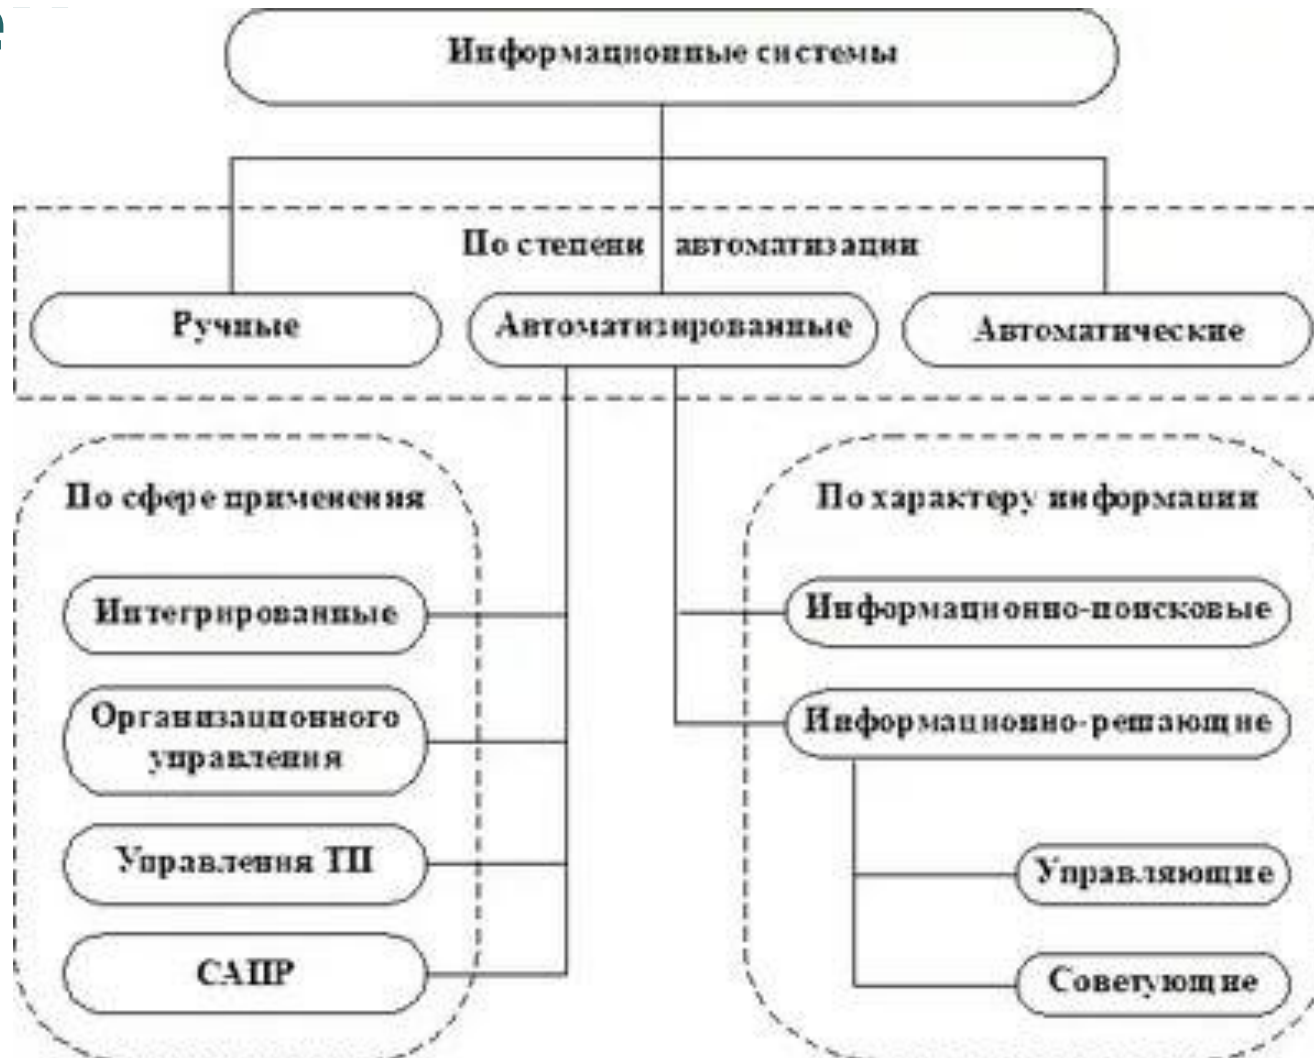 Информационные системы
По степени автоматизации
Ручные
Автоматизированные
Автоматические
По сфере применения
Интегрированные
Организационного
управления
Управления ТП
САПР
По характеру информации
Информационно-поисковые
Информационно-решающие
Управляющие
Советующие